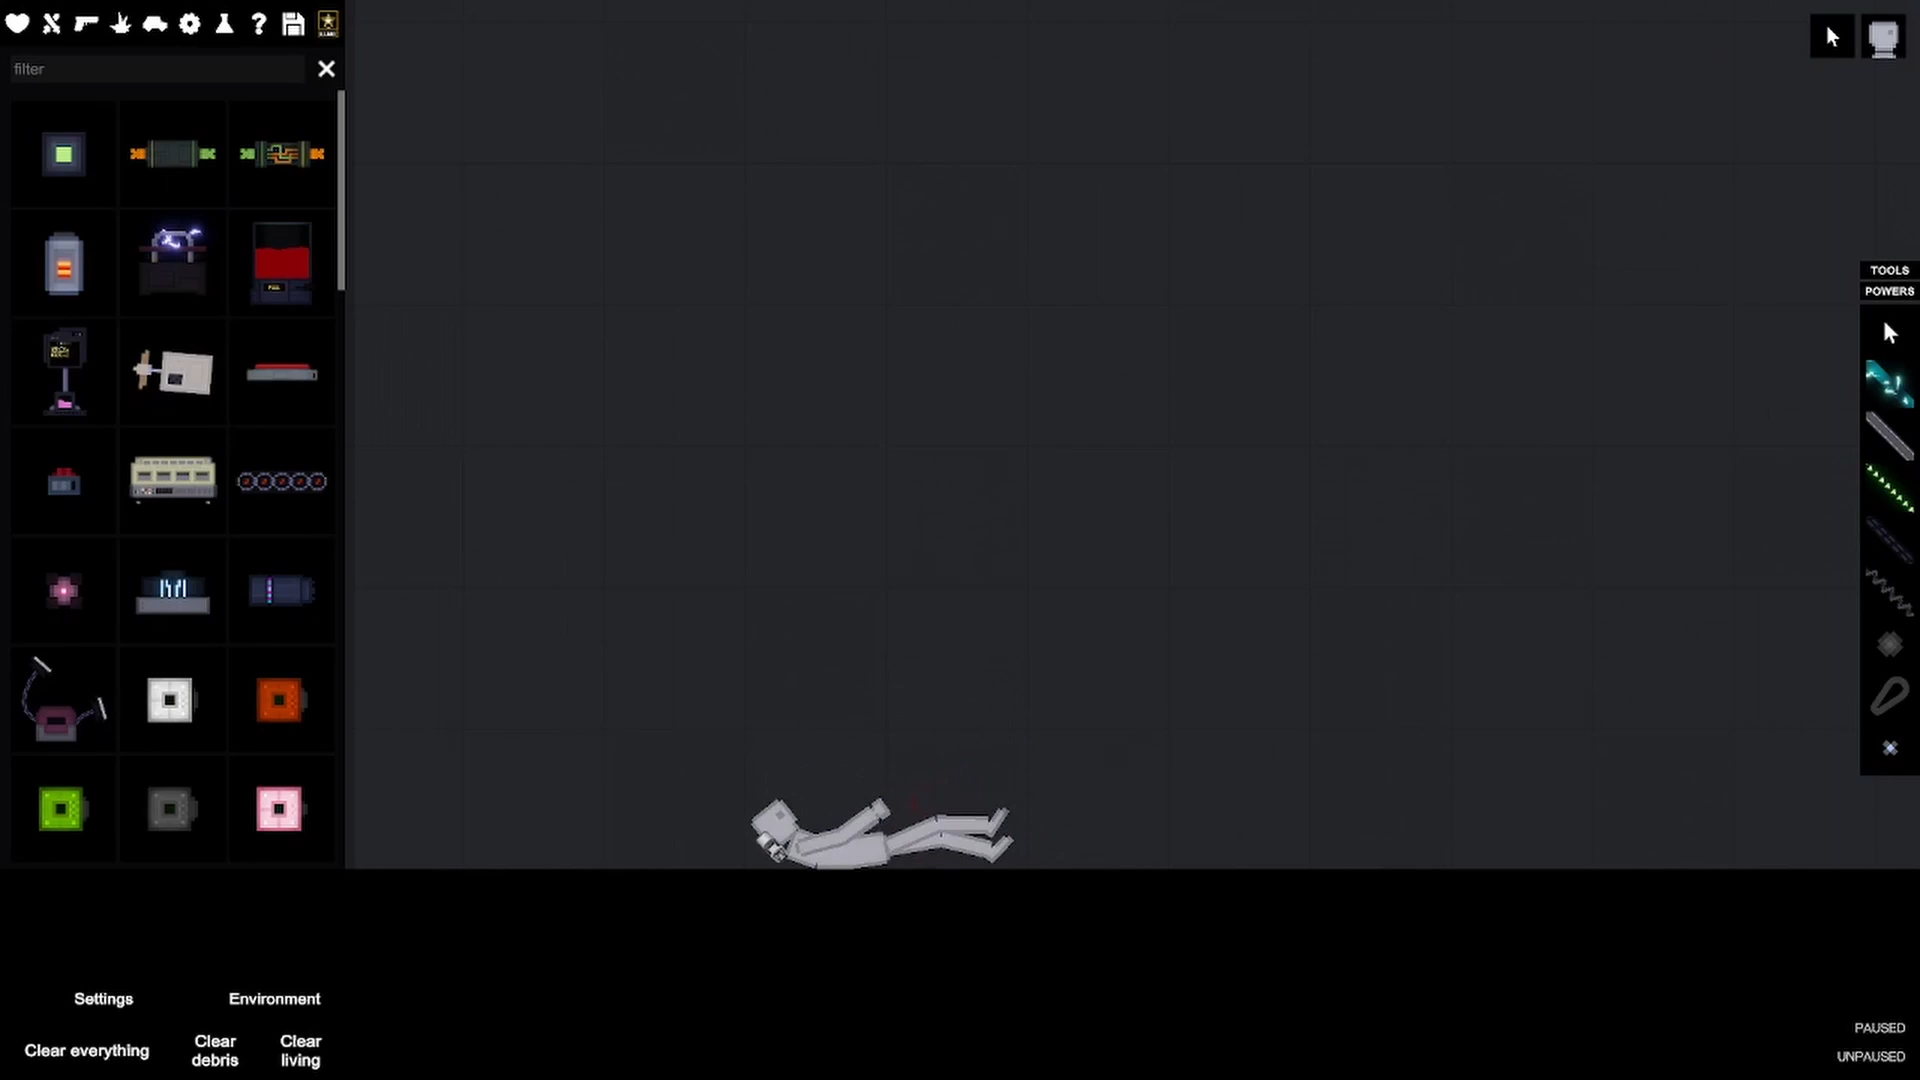 filter
TOOLS
POWERS
Settings
Environment
Clear everything
Clear
debris
Clear
living
PAUSED
UNPAUSED